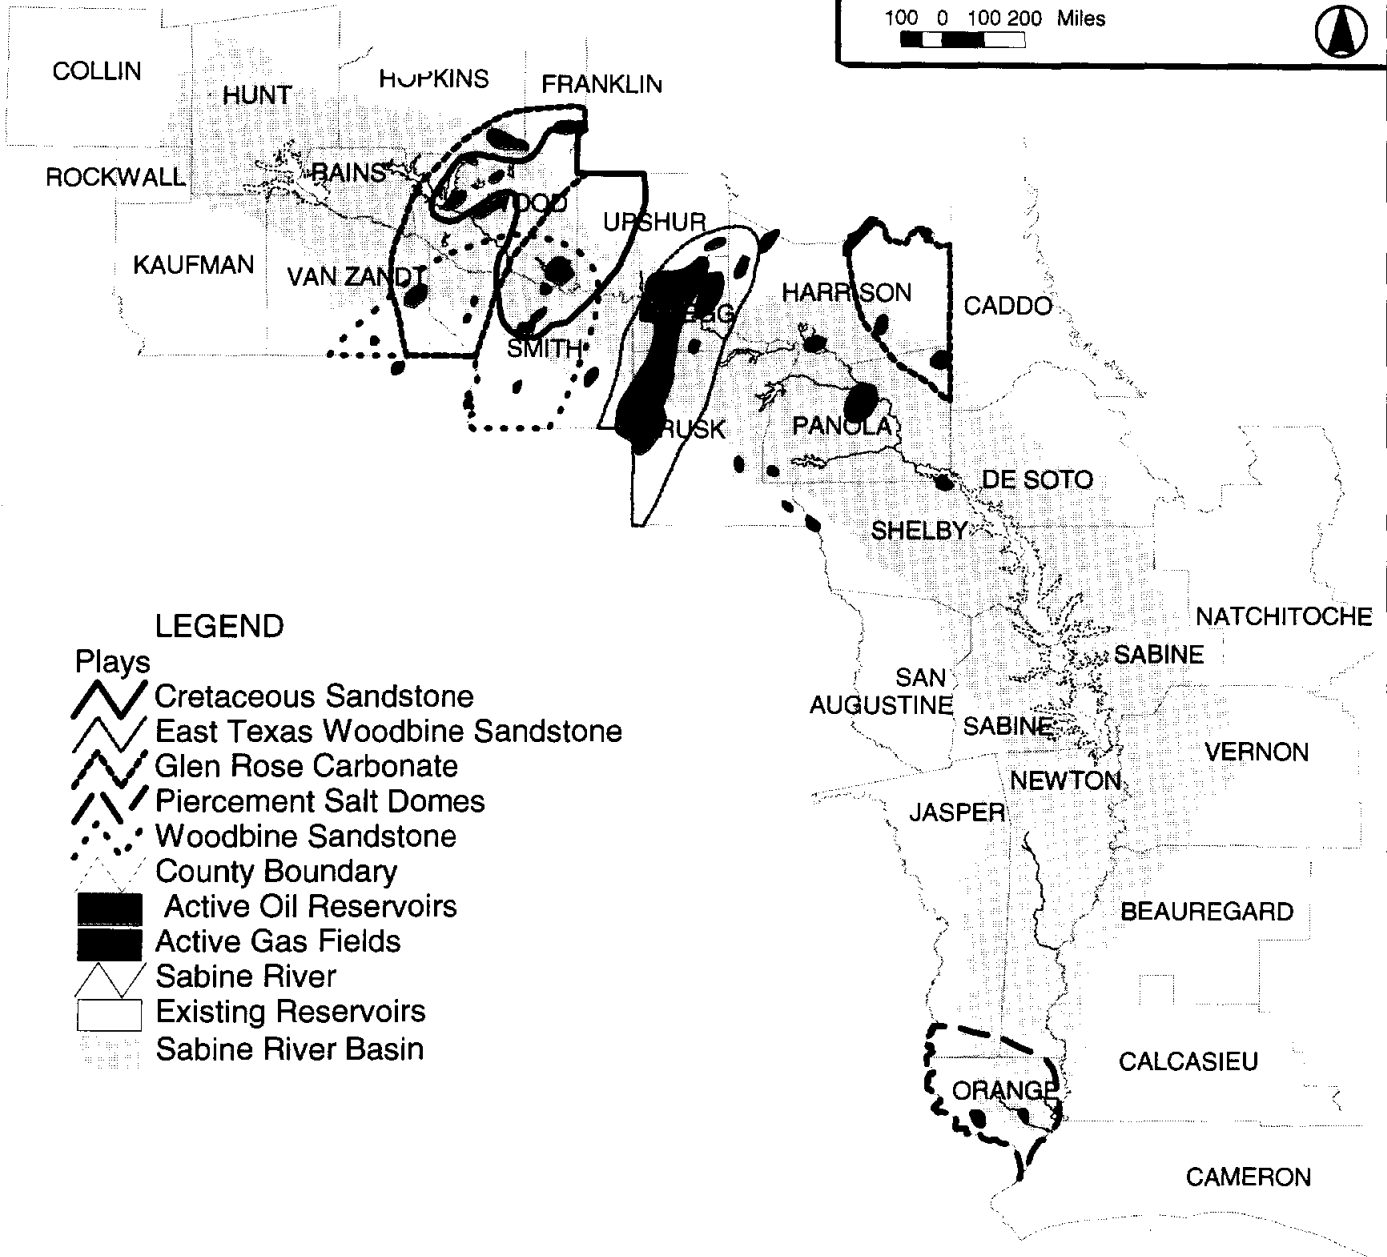 100 0 100 200 Miles
COLLIN
HUNT
HOPKINS
FRANKLIN
ROCKWALL
RAINS
WOOD
UPSHUR
KAUFMAN
VAN ZANDT
HARRISON
CADDO
SMITH
RUSK
PANOLA
DE SOTO
SHELBY
NATCHITOCHE
SABINE
SAN
AUGUSTINE
SABINE
VERNON
NEWTON
JASPER
BEAUREGARD
CALCASIEU
ORANGE
CAMERON
LEGEND
Plays
Cretaceous Sandstone
East Texas Woodbine Sandstone
Glen Rose Carbonate
Piercement Salt Domes
Woodbine Sandstone
County Boundary
Active Oil Reservoirs
Active Gas Fields
Sabine River
Existing Reservoirs
Sabine River Basin